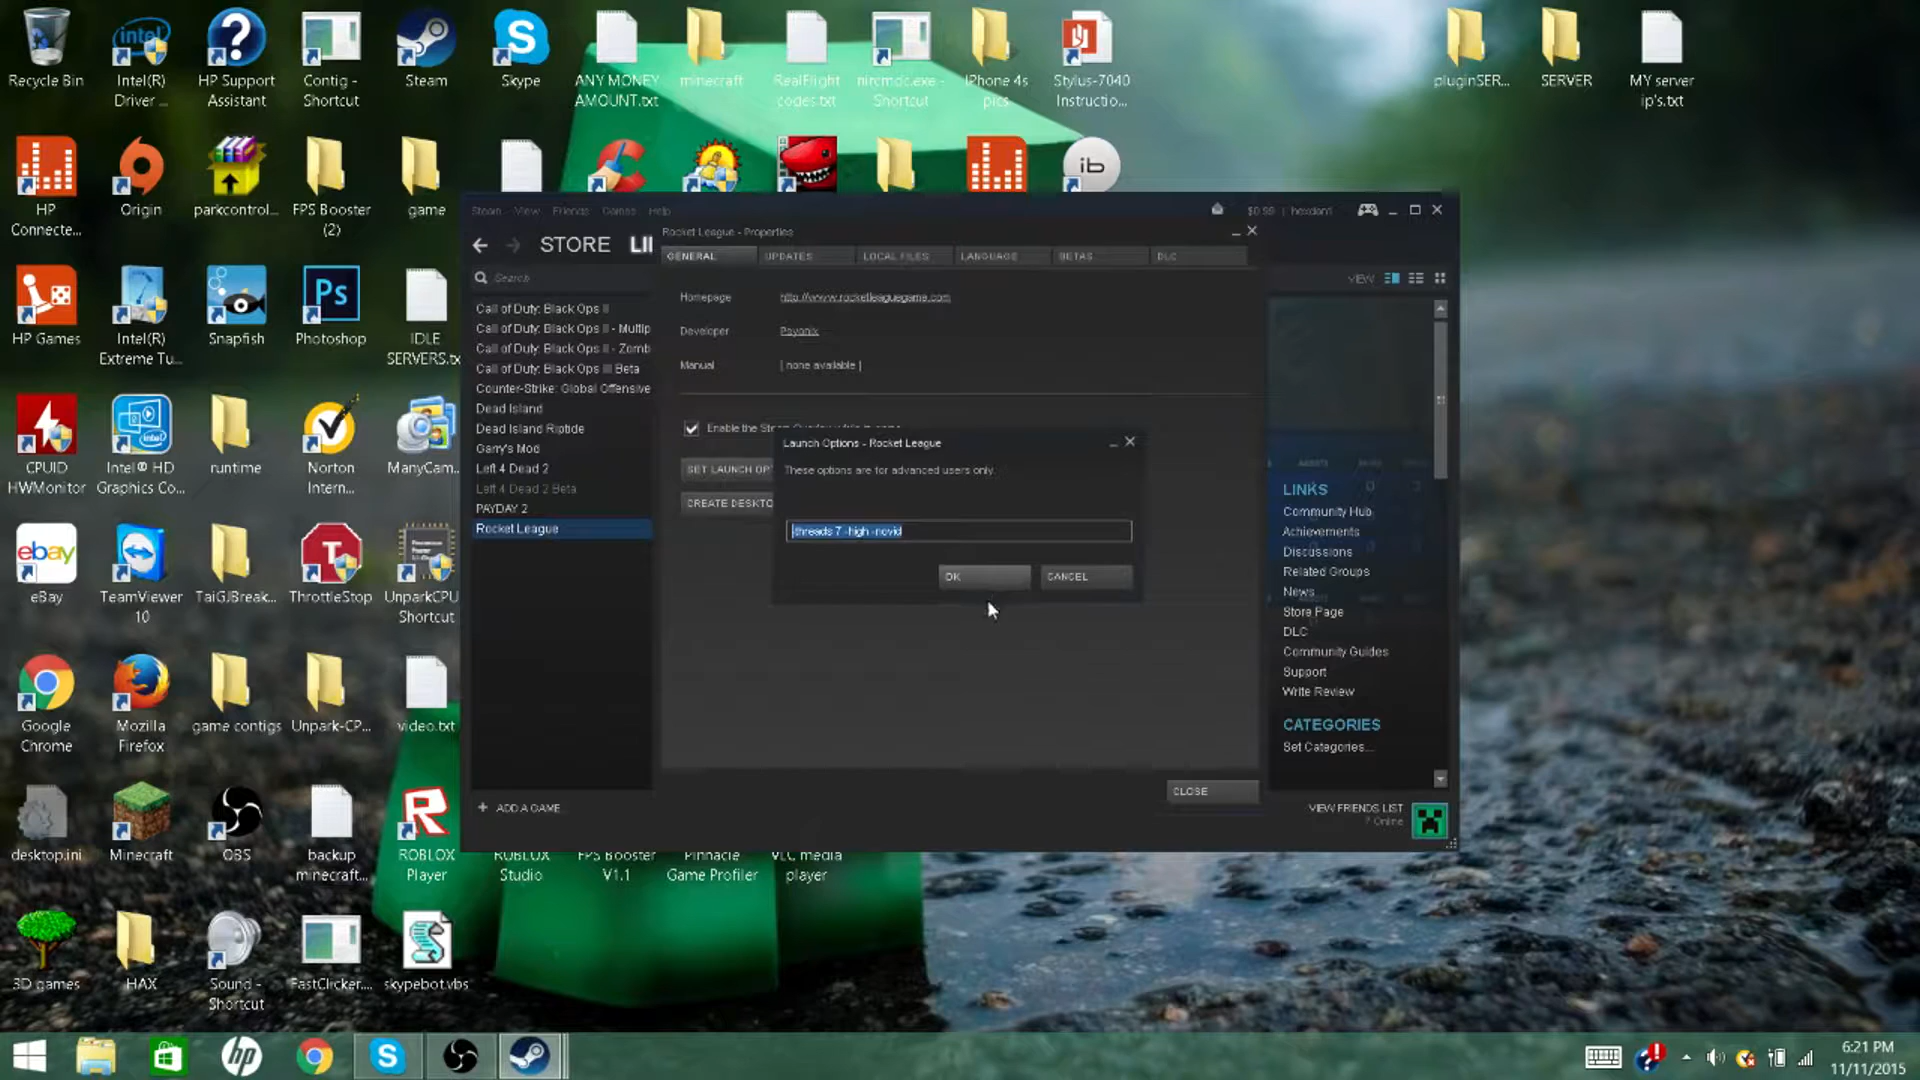 Recycle Bin
Intel(R)
Driver ...
HP Support
Assistant
Contig -
Shortcut
Steam
Skype
ANY MONEY
AMOUNT.txt
minecraft
RealFlight
codes.txt
nircmdc.exe -
Shortcut
iPhone 4s
pics
Stylus-7040
Instructio...
pluginSER...
SERVER
MY server
ip's.txt
HP
Connecte...
Origin
parkcontrol...
FPS Booster
(2)
game
HP Games
Intel(R)
Extreme Tu...
Snapfish
Ps
Photoshop
IDLE
SERVERS.tx
CPUID
HWMonitor
Intel® HD
Graphics Co...
runtime
Norton
Intern...
ManyCam...
ebay
eBay
TeamViewer
10
TaiGJBreak...
ThrottleStop
UnparkCPU
Shortcut
Google
Chrome
Mozilla
Firefox
game contigs
Unpark-CP...
video.txt
desktop.ini
Minecraft
OBS
backup
minecraft...
ROBLOX
Player
ROBLOX
Studio
FPS Booster
V1.1
Pinnacle
Game Profiler
VLC media
player
3D games
HAX
Sound -
Shortcut
FastClicker....
skypebot.vbs
ib
Steam View Friends Games Help
$0.99 | hexdan1
STORE LI
Search
VIEW
Call of Duty: Black Ops II
Call of Duty: Black Ops II - Multip
Call of Duty: Black Ops II - Zomb
Call of Duty: Black Ops III Beta
Counter-Strike: Global Offensive
Dead Island
Dead Island Riptide
Garry's Mod
Left 4 Dead 2
Left 4 Dead 2 Beta
PAYDAY 2
Rocket League
+ ADD A GAME
Rocket League - Properties
GENERAL UPDATES LOCAL FILES LANGUAGE BETAS DLC
Homepage http://www.rocketleaguegame.com
Developer Psyonix
Manual [ none available ]
Enable the Steam Overlay while in-game
SET LAUNCH OP
CREATE DESKTO
Launch Options - Rocket League
These options are for advanced users only.
-threads 7 -high -novid
OK CANCEL
CLOSE
LINKS
Community Hub
Achievements
Discussions
Related Groups
News
Store Page
DLC
Community Guides
Support
Write Review
CATEGORIES
Set Categories...
VIEW FRIENDS LIST
7 Online
hp
6:21 PM
11/11/2015